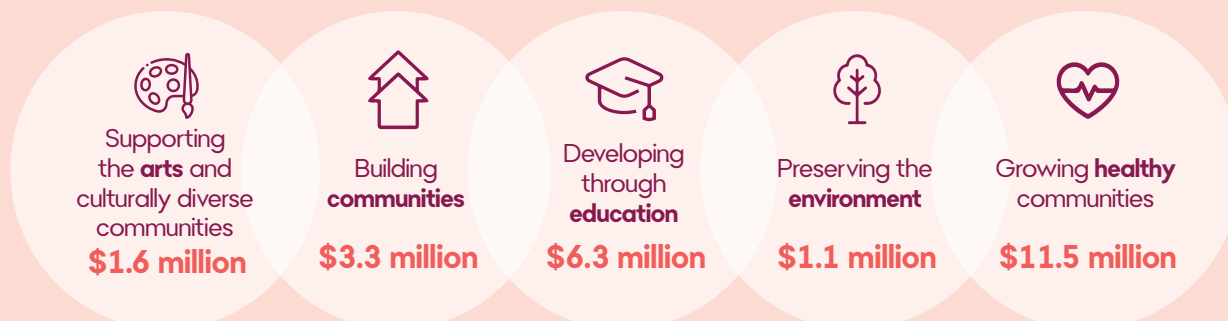 Supporting
the arts and
culturally diverse
communities
$1.6 million
Building
communities
$3.3 million
Developing
through
education
$6.3 million
Preserving the
environment
$1.1 million
Growing healthy
communities
$11.5 million